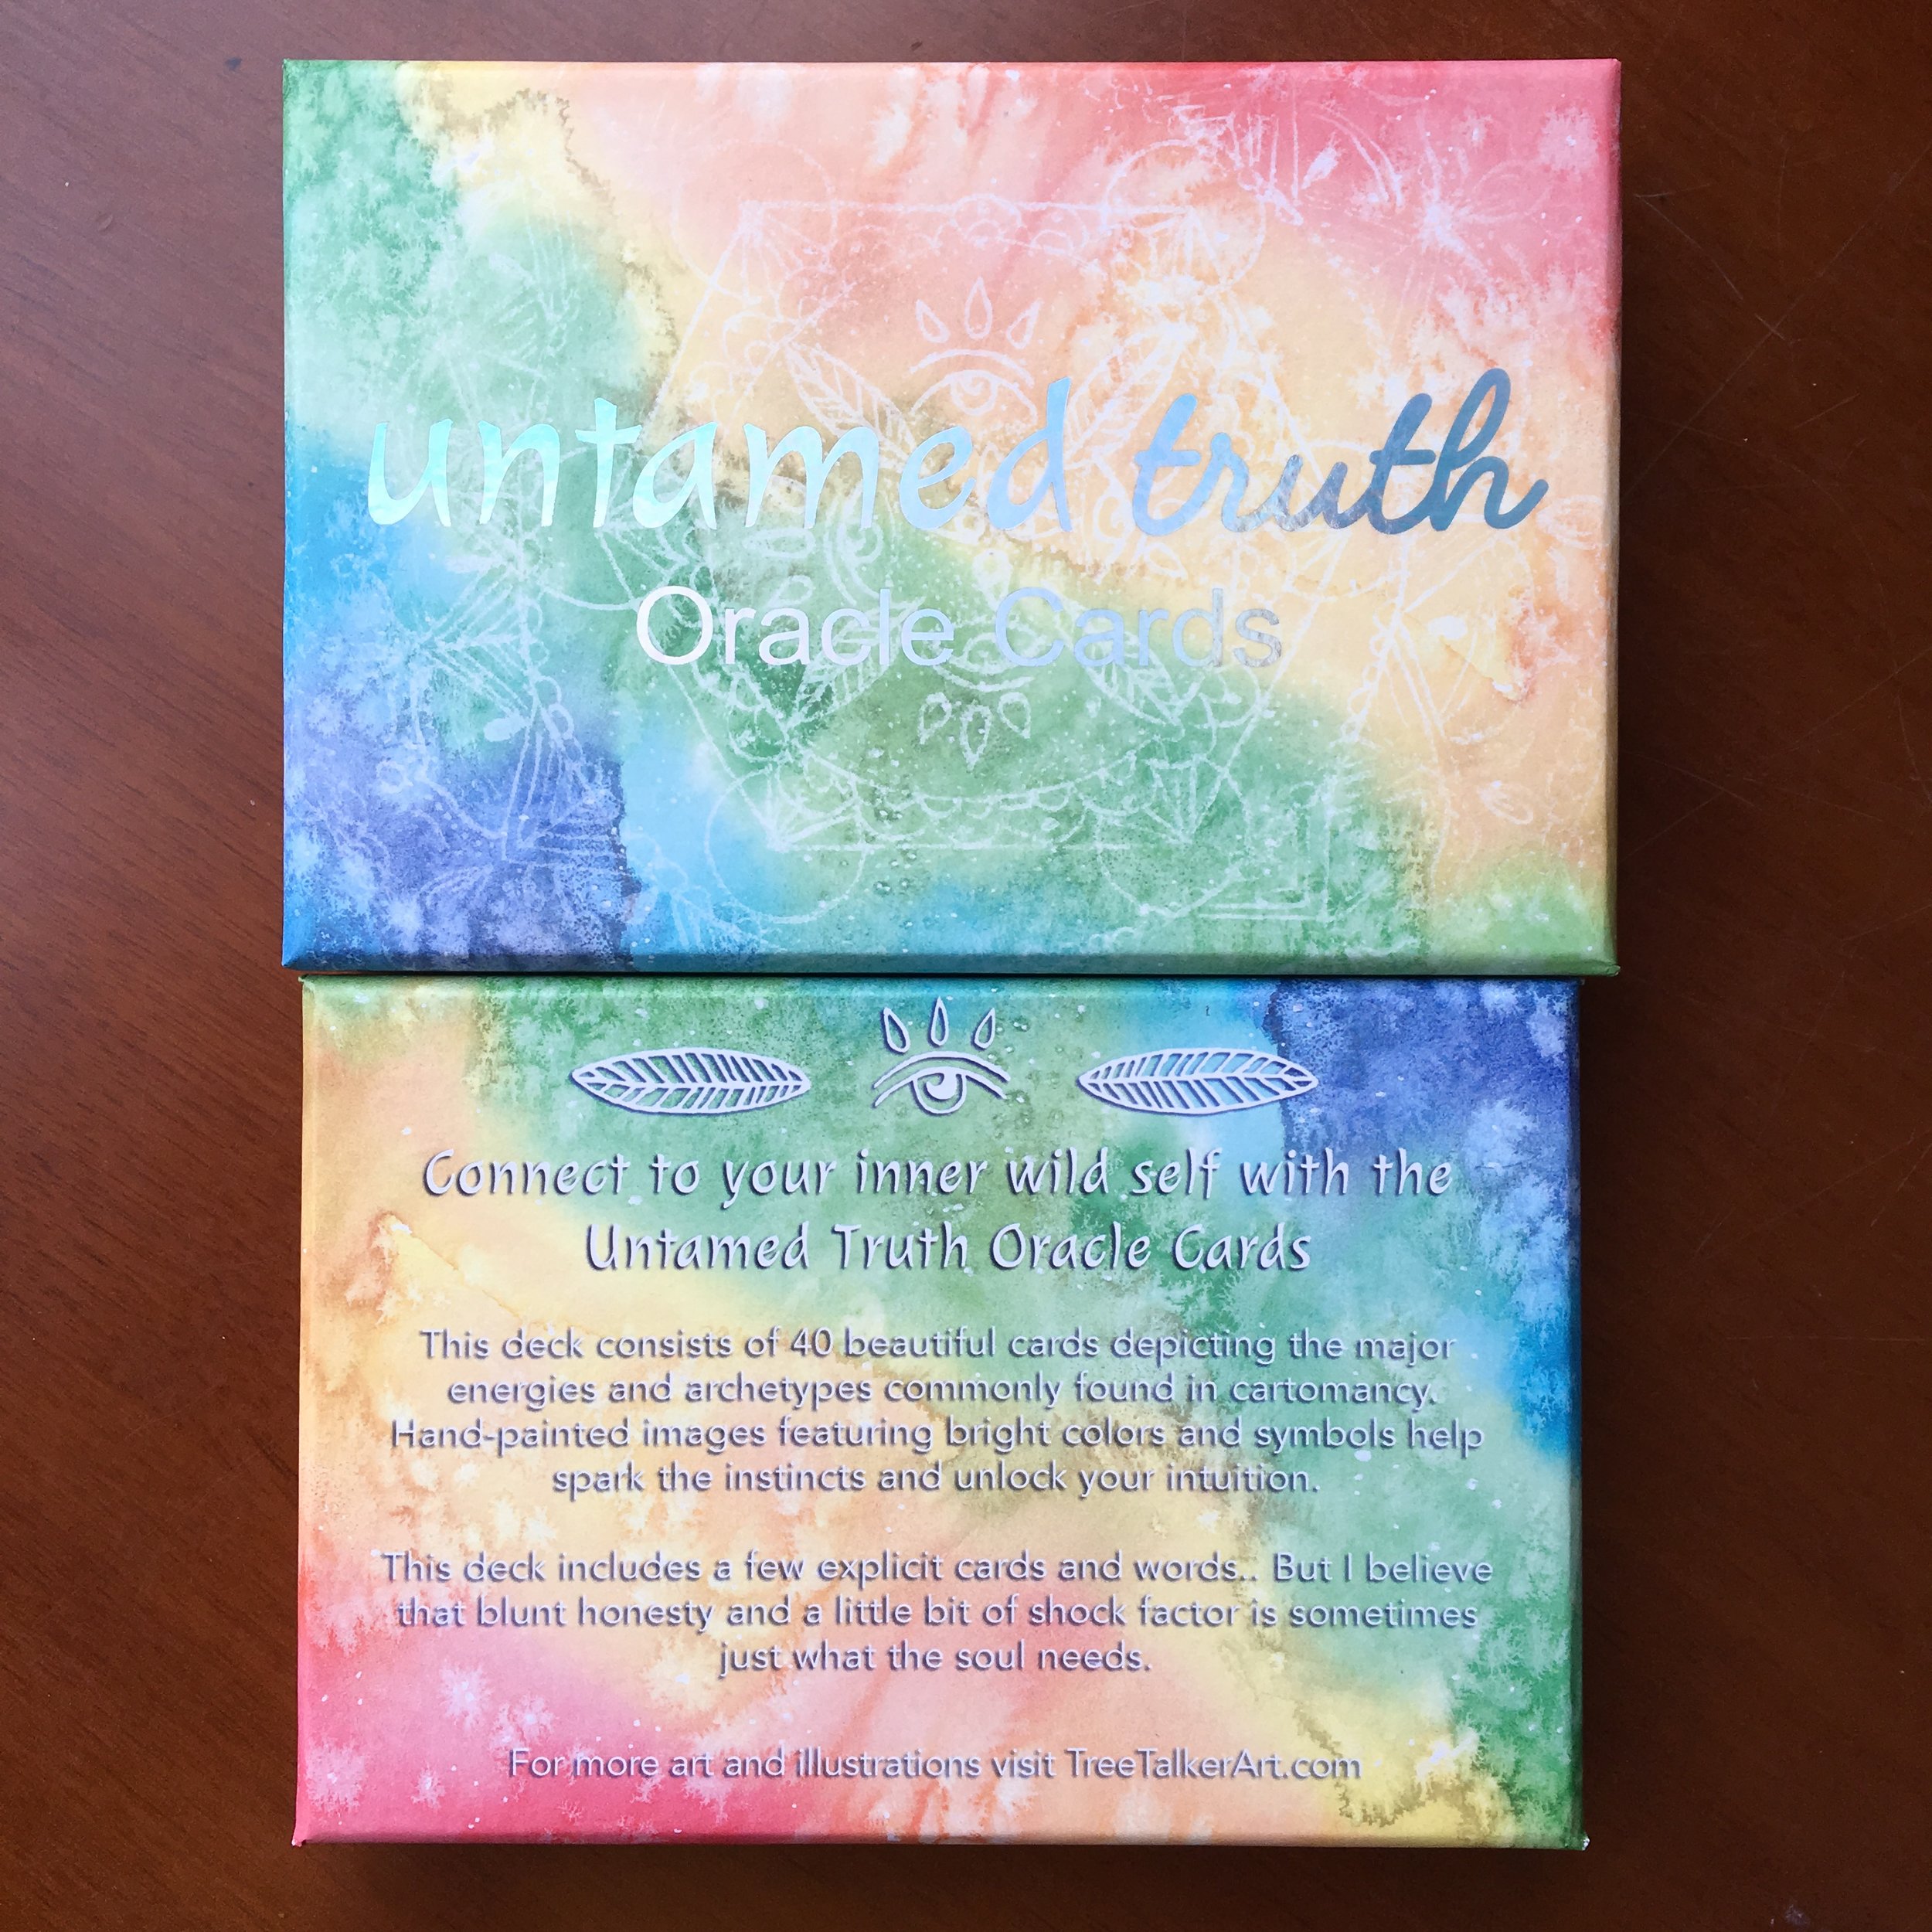 untamed truth
Oracle Cards
Connect to your inner wild self with the
Untamed Truth Oracle Cards
This deck consists of 40 beautiful cards depicting the major
energies and archetypes commonly found in cartomancy.
Hand-painted images featuring bright colors and symbols help
spark the instincts and unlock your intuition.
This deck includes a few explicit cards and words.. But I believe
that blunt honesty and a little bit of shock factor is sometimes
just what the soul needs.
For more art and illustrations visit TreeTalkerArt.com